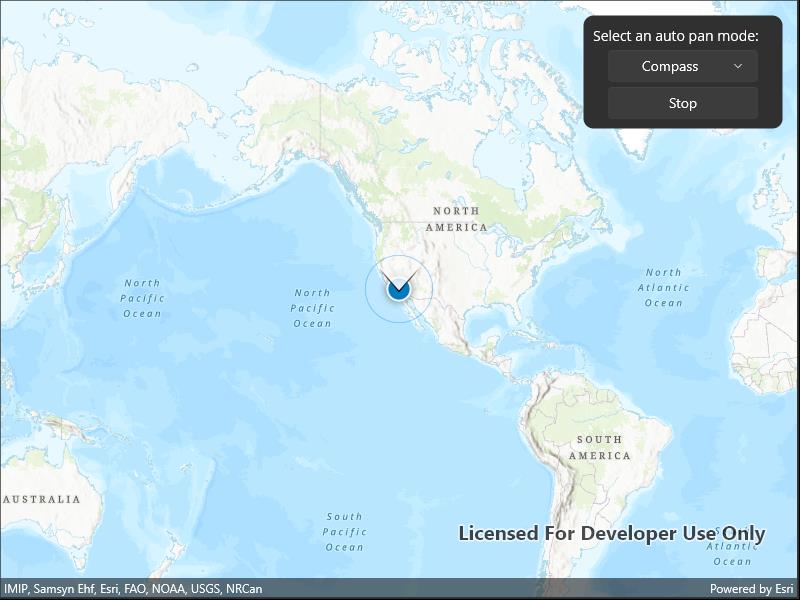 Select an auto pan mode:
Compass
Stop
NORTH
AMERICA
North
Pacific
Ocean
North
Pacific
Ocean
North
Atlantic
Ocean
SOUTH
AMERICA
AUSTRALIA
South
Pacific
Ocean
Licensed For Developer Use Only
South
Atlantic
Ocean
IMIP, Samsyn Ehf, Esri, FAO, NOAA, USGS, NRCan
Powered by Esri